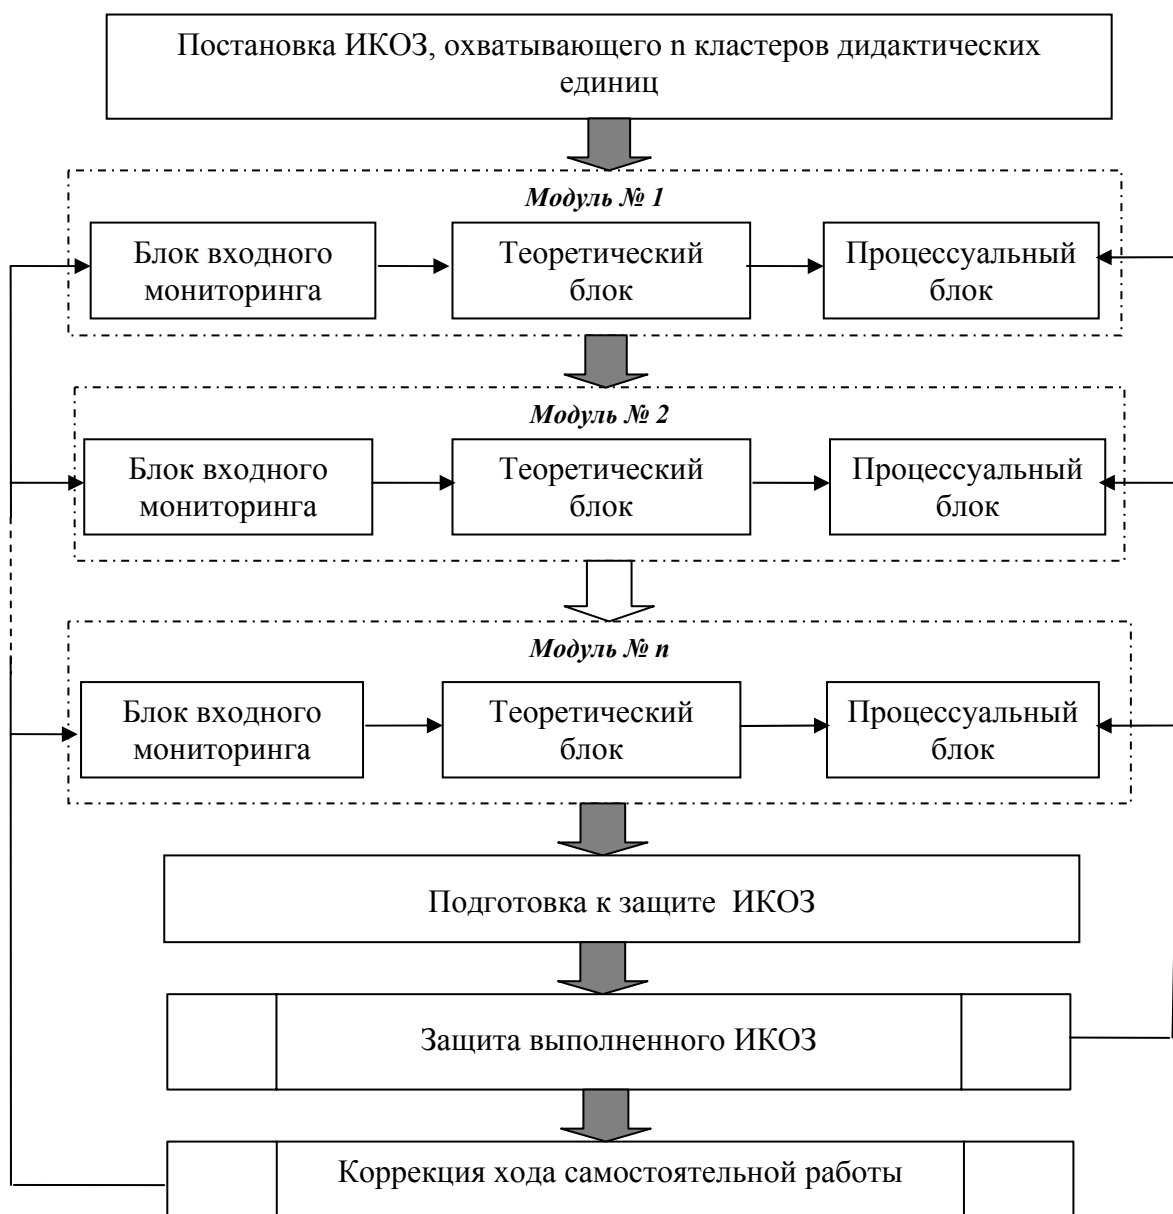 Постановка ИКОЗ, охватывающего n кластеров дидактических
единиц
Модуль № 1
Блок входного
мониторинга
Теоретический
блок
Процессуальный
блок
Модуль № 2
Блок входного
мониторинга
Теоретический
блок
Процессуальный
блок
Модуль № n
Блок входного
мониторинга
Теоретический
блок
Процессуальный
блок
Подготовка к защите ИКОЗ
Защита выполненного ИКОЗ
Коррекция хода самостоятельной работы